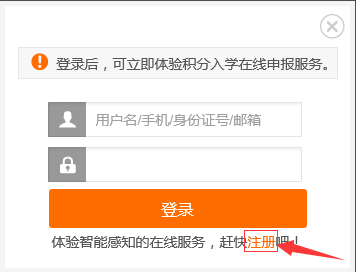 登录后，可立即体验积分入学在线申报服务。
用户名/手机/身份证号/邮箱
登录
体验智能感知的在线服务，赶快注册吧！